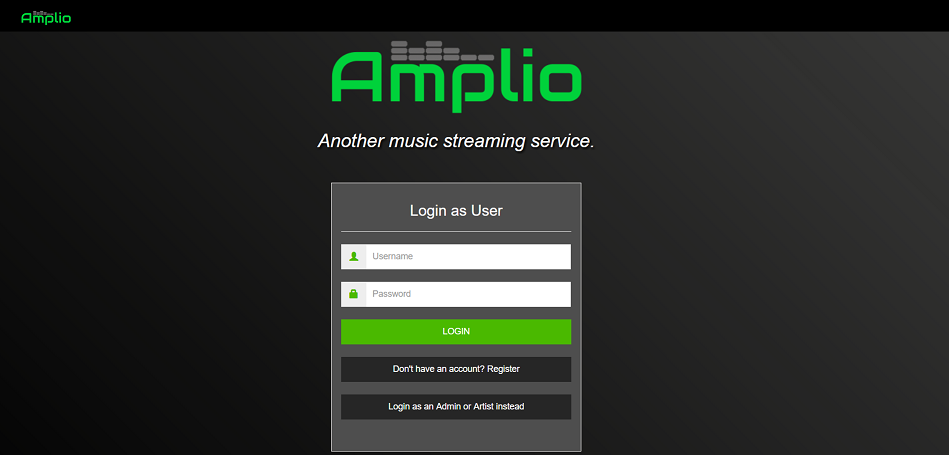 Amplio
Amplio
Another music streaming service.
Login as User
Username
Password
LOGIN
Don't have an account? Register
Login as an Admin or Artist instead